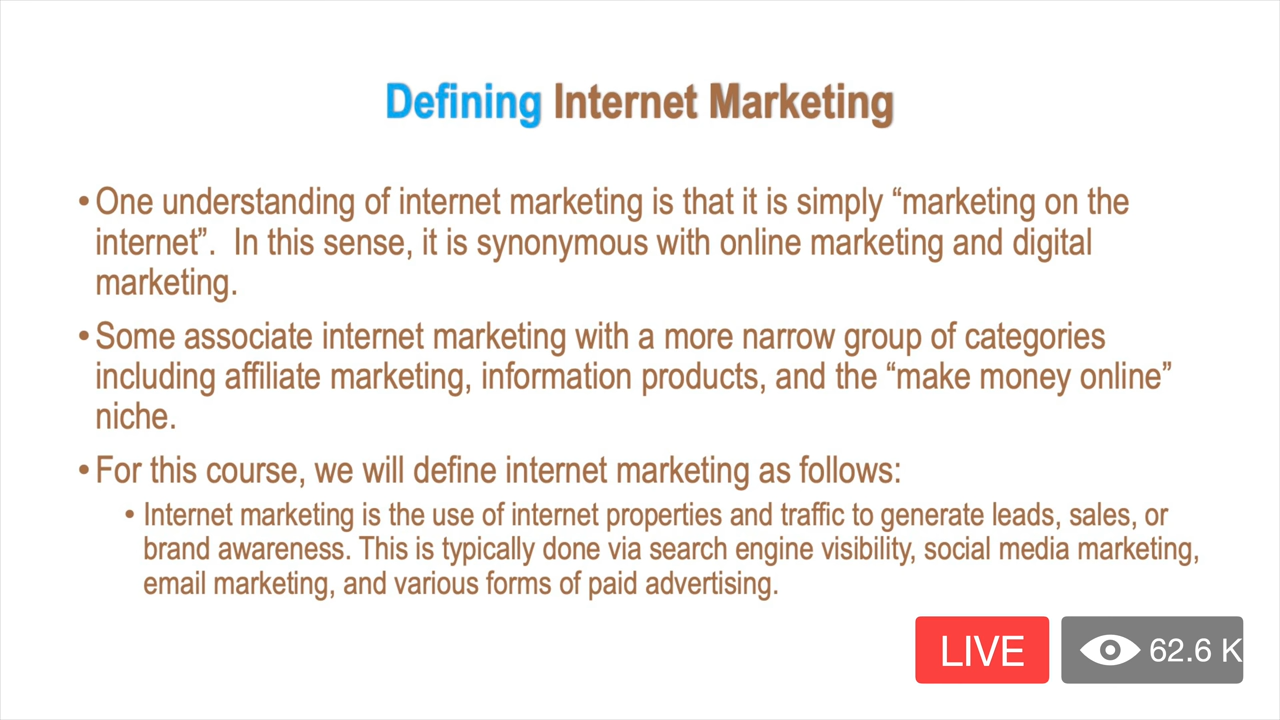 Defining Internet Marketing
•One understanding of internet marketing is that it is simply “marketing on the
internet”.  In this sense, it is synonymous with online marketing and digital
marketing.
•Some associate internet marketing with a more narrow group of categories
including affiliate marketing, information products, and the “make money online”
niche.
•For this course, we will define internet marketing as follows:
• Internet marketing is the use of internet properties and traffic to generate leads, sales, or
brand awareness. This is typically done via search engine visibility, social media marketing,
email marketing, and various forms of paid advertising.
LIVE
62.6 K